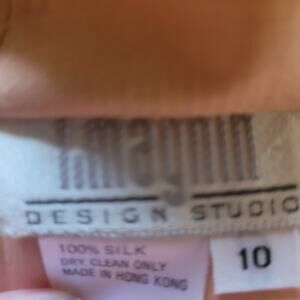 DESIGN STUDIO
100% SILK
DRY CLEAN ONLY
MADE IN HONG KONG
10